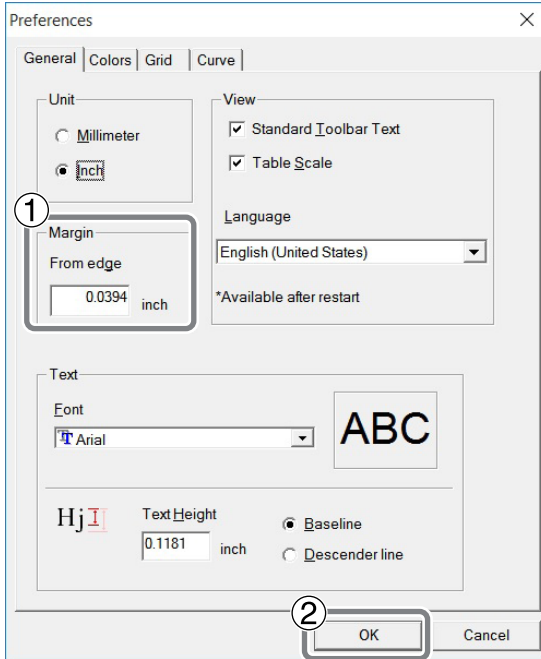 Preferences
General Colors Grid Curve
Unit
Millimeter
Inch
View
Standard Toolbar Text
Table Scale
Language
English (United States)
*Available after restart
1
Margin
From edge
0.0394 inch
Text
Font
Arial
ABC
Hj
Text Height
0.1181 inch
Baseline
Descender line
2
OK Cancel